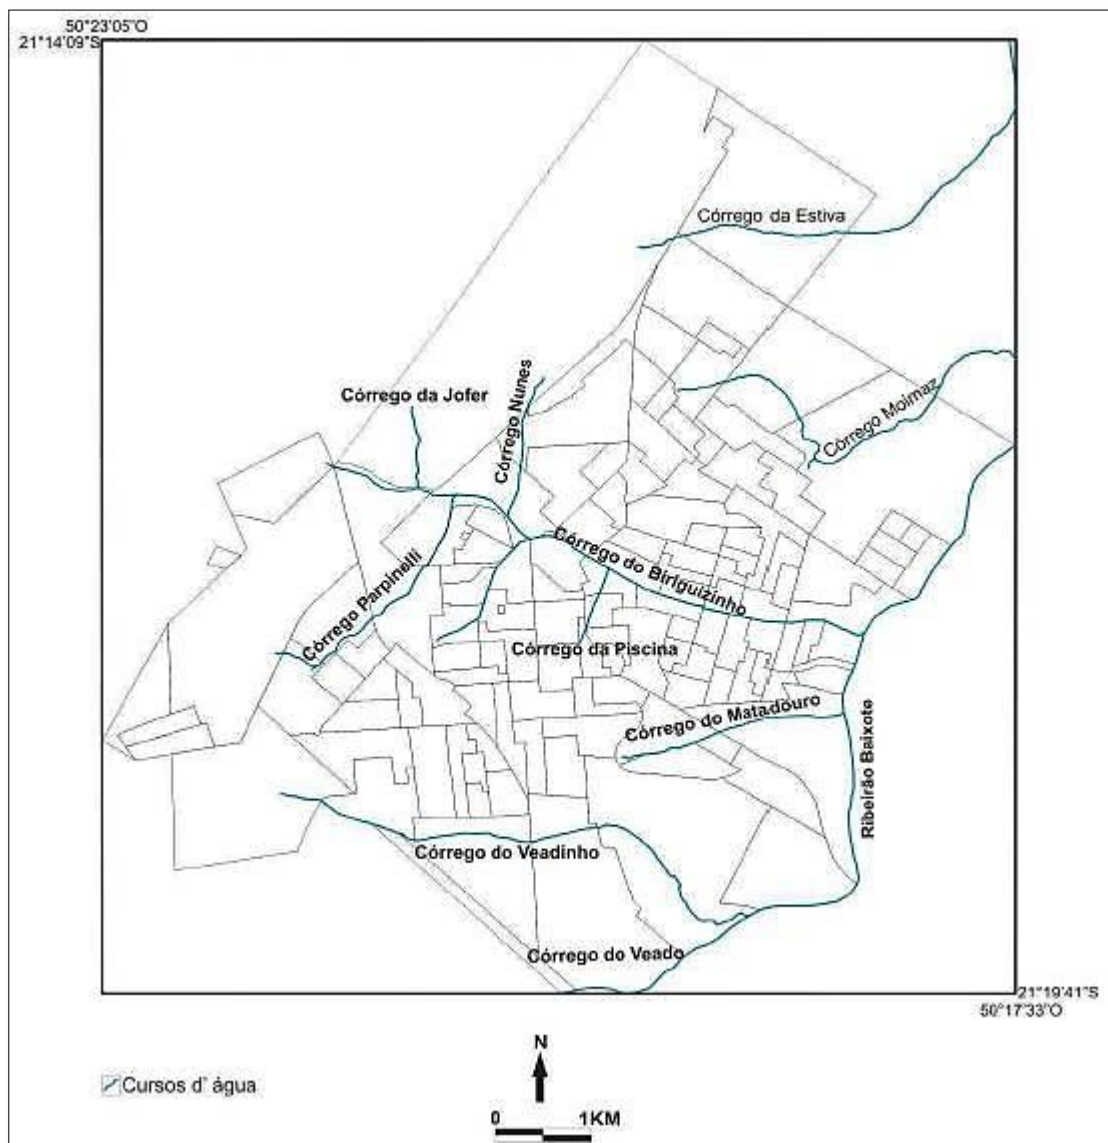 50°23'05"O
21°14'09"S
Córrego da Estiva
Córrego Nunes
Córrego da Jofer
Córrego Moimaz
Córrego do Biriguizinho
Córrego Parpinelli
Córrego da Piscina
Córrego do Matadouro
Ribeirão Baixote
Córrego do Veadinho
Córrego do Veado
21°19'41"S
50°17'33"O
N
Cursos d' água
0 1KM